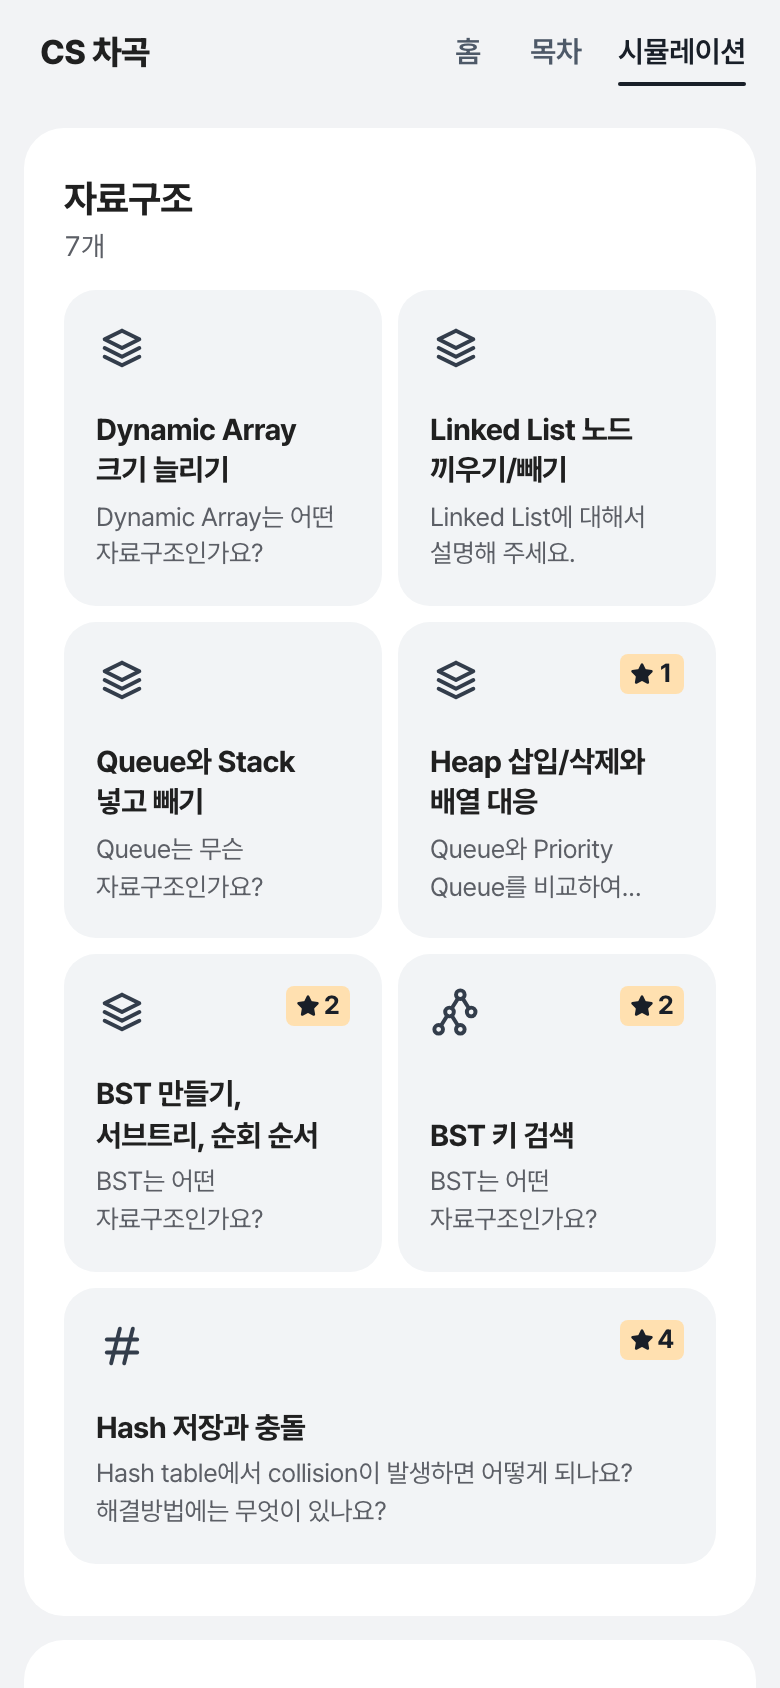 CS 차곡
홈 목차 시뮬레이션
자료구조
7개
Dynamic Array
크기 늘리기
Dynamic Array는 어떤
자료구조인가요?
Linked List 노드
끼우기/빼기
Linked List에 대해서
설명해 주세요.
Queue와 Stack
넣고 빼기
Queue는 무슨
자료구조인가요?
★ 1
Heap 삽입/삭제와
배열 대응
Queue와 Priority
Queue를 비교하여...
★ 2
BST 만들기,
서브트리, 순회 순서
BST는 어떤
자료구조인가요?
★ 2
BST 키 검색
BST는 어떤
자료구조인가요?
★ 4
Hash 저장과 충돌
Hash table에서 collision이 발생하면 어떻게 되나요?
해결방법에는 무엇이 있나요?